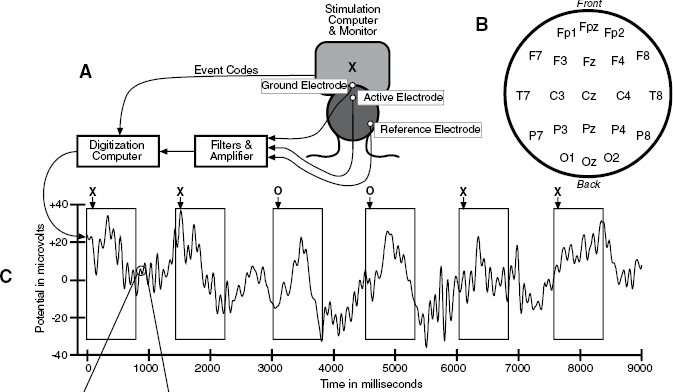 Stimulation
Computer
& Monitor
X
A
Event Codes
Ground Electrode
Active Electrode
Reference Electrode
Digitization
Computer
Filters &
Amplifier
B
Front
Fp1 Fpz Fp2
F7 F3 Fz F4 F8
T7 C3 Cz C4 T8
P7 P3 Pz P4 P8
O1 Oz O2
Back
C
X X O O X X
Potential in microvolts
+40
+20
0
-20
-40
0 1000 2000 3000 4000 5000 6000 7000 8000 9000
Time in milliseconds